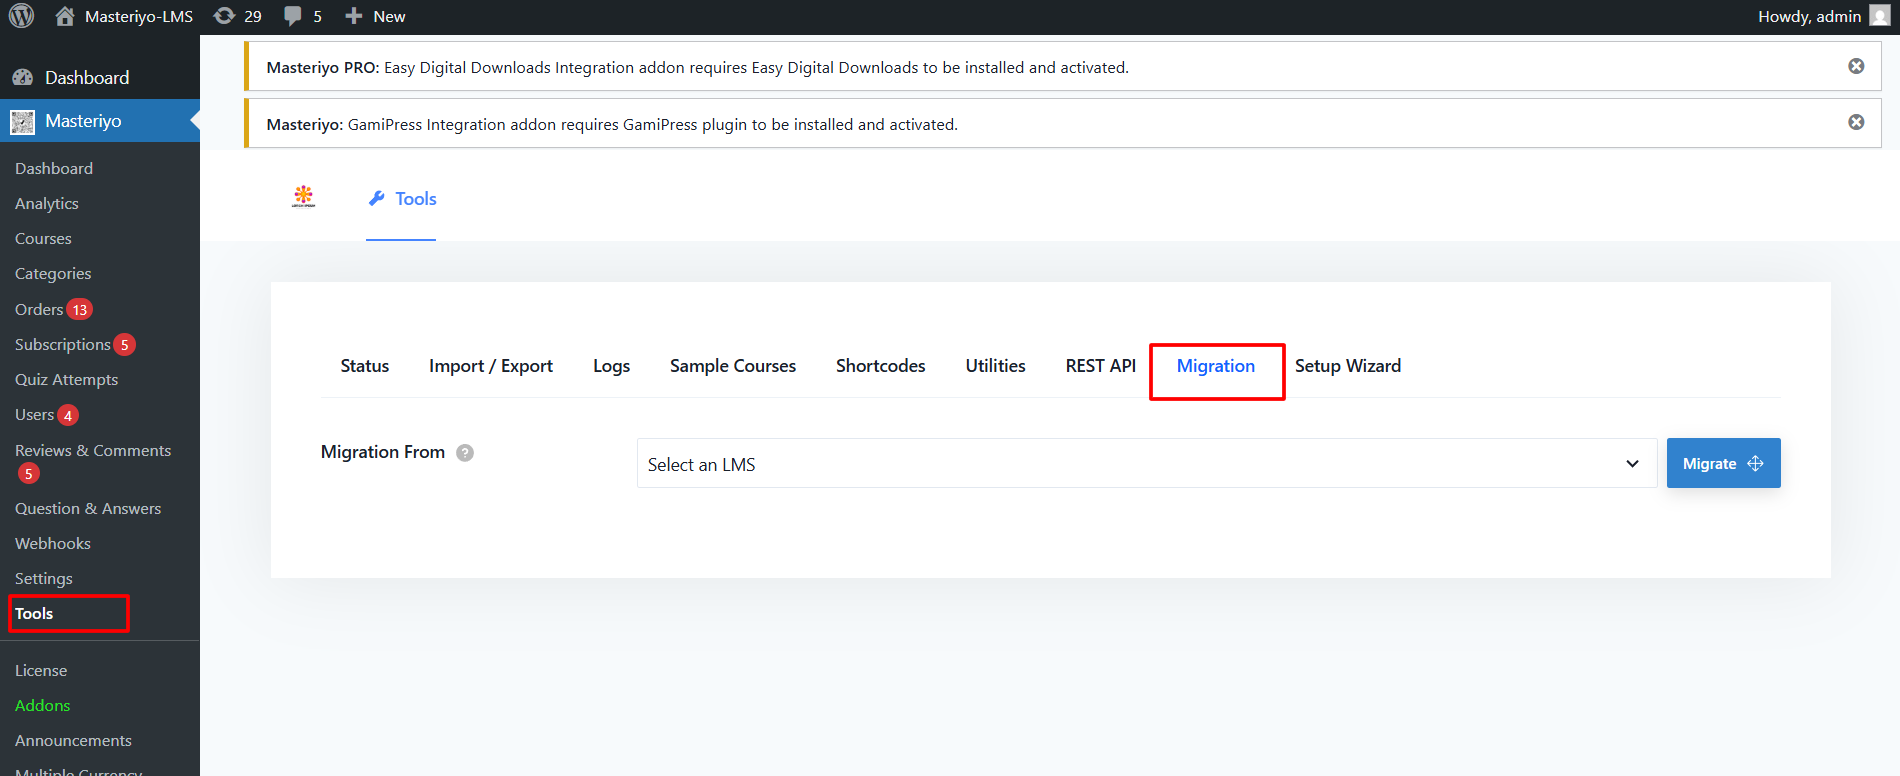 Masteriyo-LMS 29 5 New Howdy, admin
Dashboard
Masteriyo
Dashboard
Analytics
Courses
Categories
Orders 13
Subscriptions 5
Quiz Attempts
Users 4
Reviews & Comments
5
Question & Answers
Webhooks
Settings
Tools
License
Addons
Announcements
Multiple Currency
Masteriyo PRO: Easy Digital Downloads Integration addon requires Easy Digital Downloads to be installed and activated.
Masteriyo: GamiPress Integration addon requires GamiPress plugin to be installed and activated.
Tools
Status Import / Export Logs Sample Courses Shortcodes Utilities REST API Migration Setup Wizard
Migration From ? Select an LMS Migrate